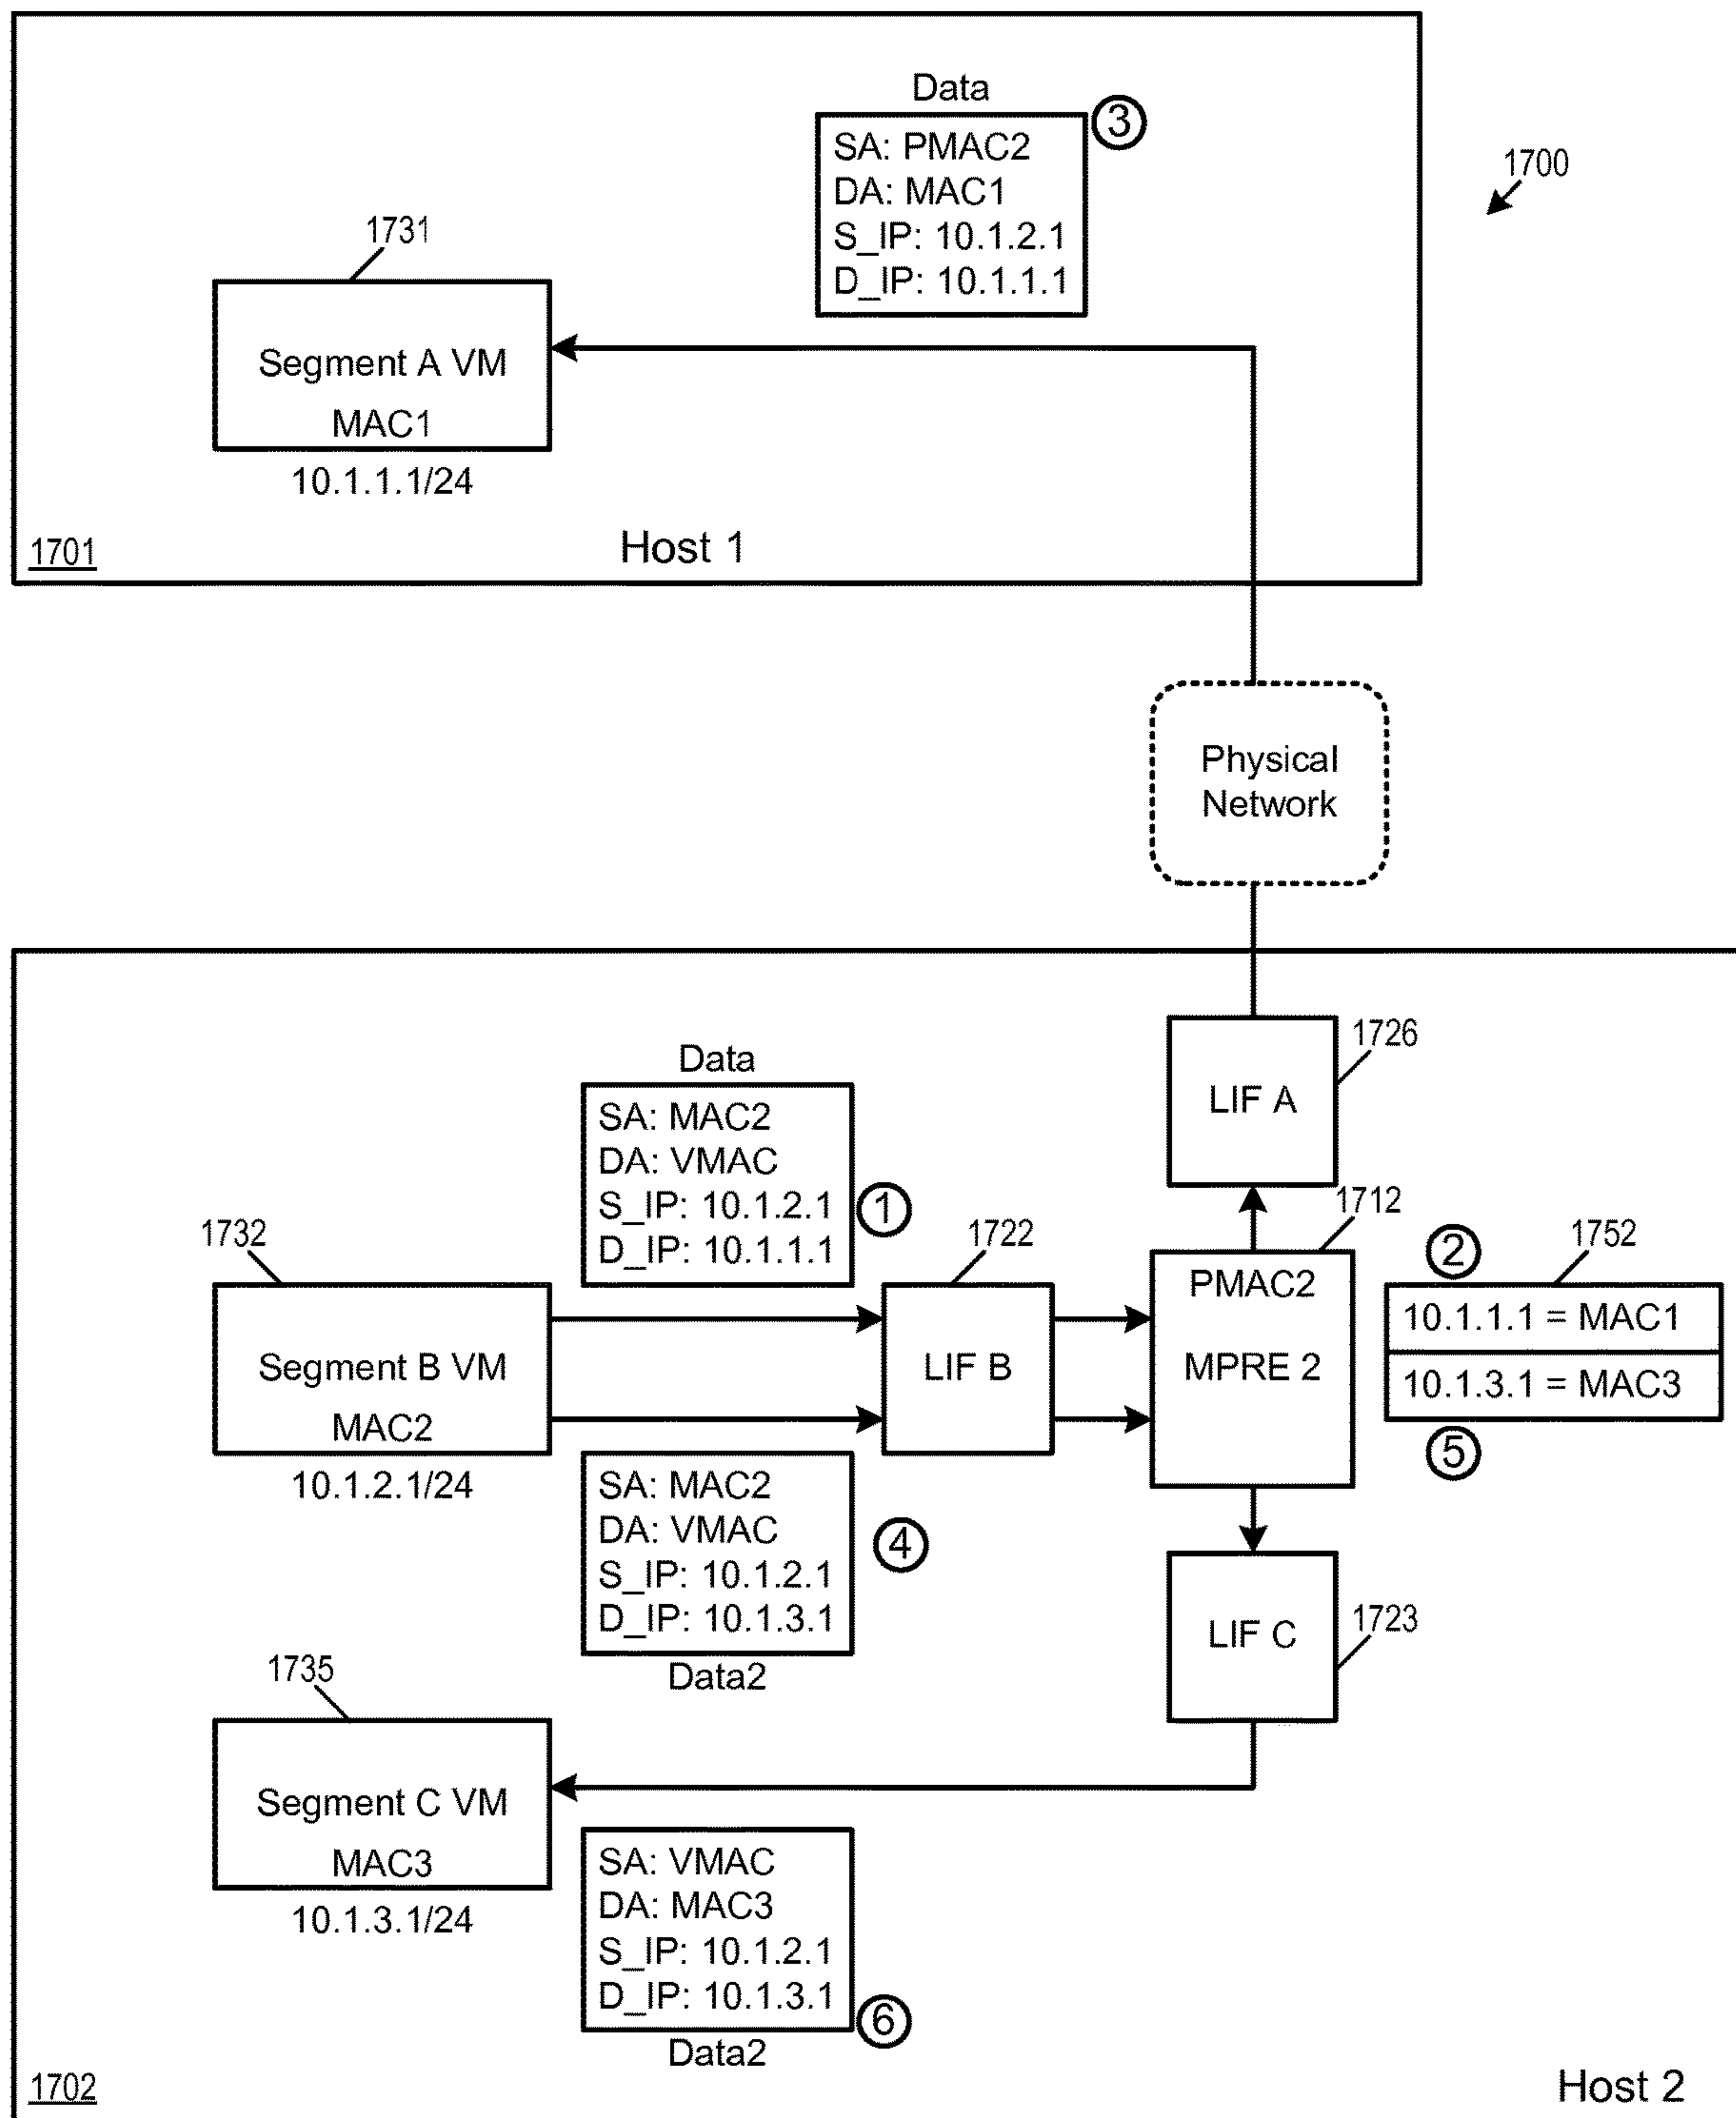 Data
3
SA: PMAC2
DA: MAC1
S_IP: 10.1.2.1
D_IP: 10.1.1.1
1700
1731
Segment A VM
MAC1
10.1.1.1/24
1701
Host 1
Physical
Network
1726
LIF A
Data
SA: MAC2
DA: VMAC
S_IP: 10.1.2.1
D_IP: 10.1.1.1
1
1732
1722
1712
2
1752
Segment B VM
MAC2
10.1.2.1/24
LIF B
PMAC2
MPRE 2
10.1.1.1 = MAC1
10.1.3.1 = MAC3
5
SA: MAC2
DA: VMAC
S_IP: 10.1.2.1
D_IP: 10.1.3.1
Data2
4
1723
LIF C
1735
Segment C VM
MAC3
10.1.3.1/24
SA: VMAC
DA: MAC3
S_IP: 10.1.2.1
D_IP: 10.1.3.1
6
Data2
1702
Host 2